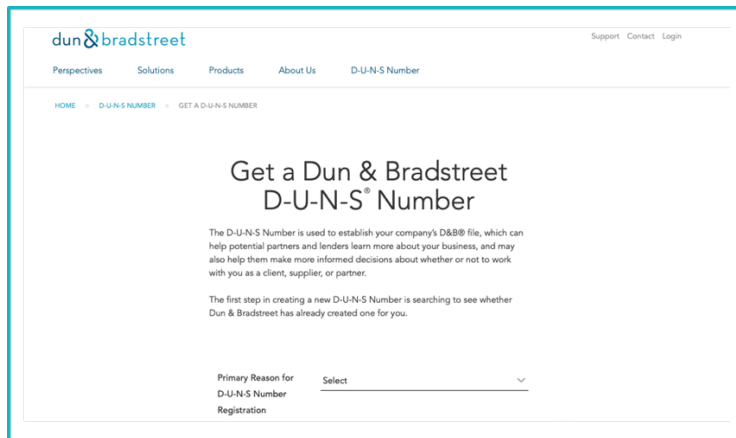 dun & bradstreet
Support Contact Login
Perspectives Solutions Products About Us D-U-N-S Number
HOME D-U-N-S NUMBER GET A D-U-N-S NUMBER
Get a Dun & Bradstreet
D-U-N-S® Number
The D-U-N-S Number is used to establish your company's D&B® file, which can
help potential partners and lenders learn more about your business, and may
also help them make more informed decisions about whether or not to work
with you as a client, supplier, or partner.
The first step in creating a new D-U-N-S Number is searching to see whether
Dun & Bradstreet has already created one for you.
Primary Reason for
D-U-N-S Number
Registration
Select